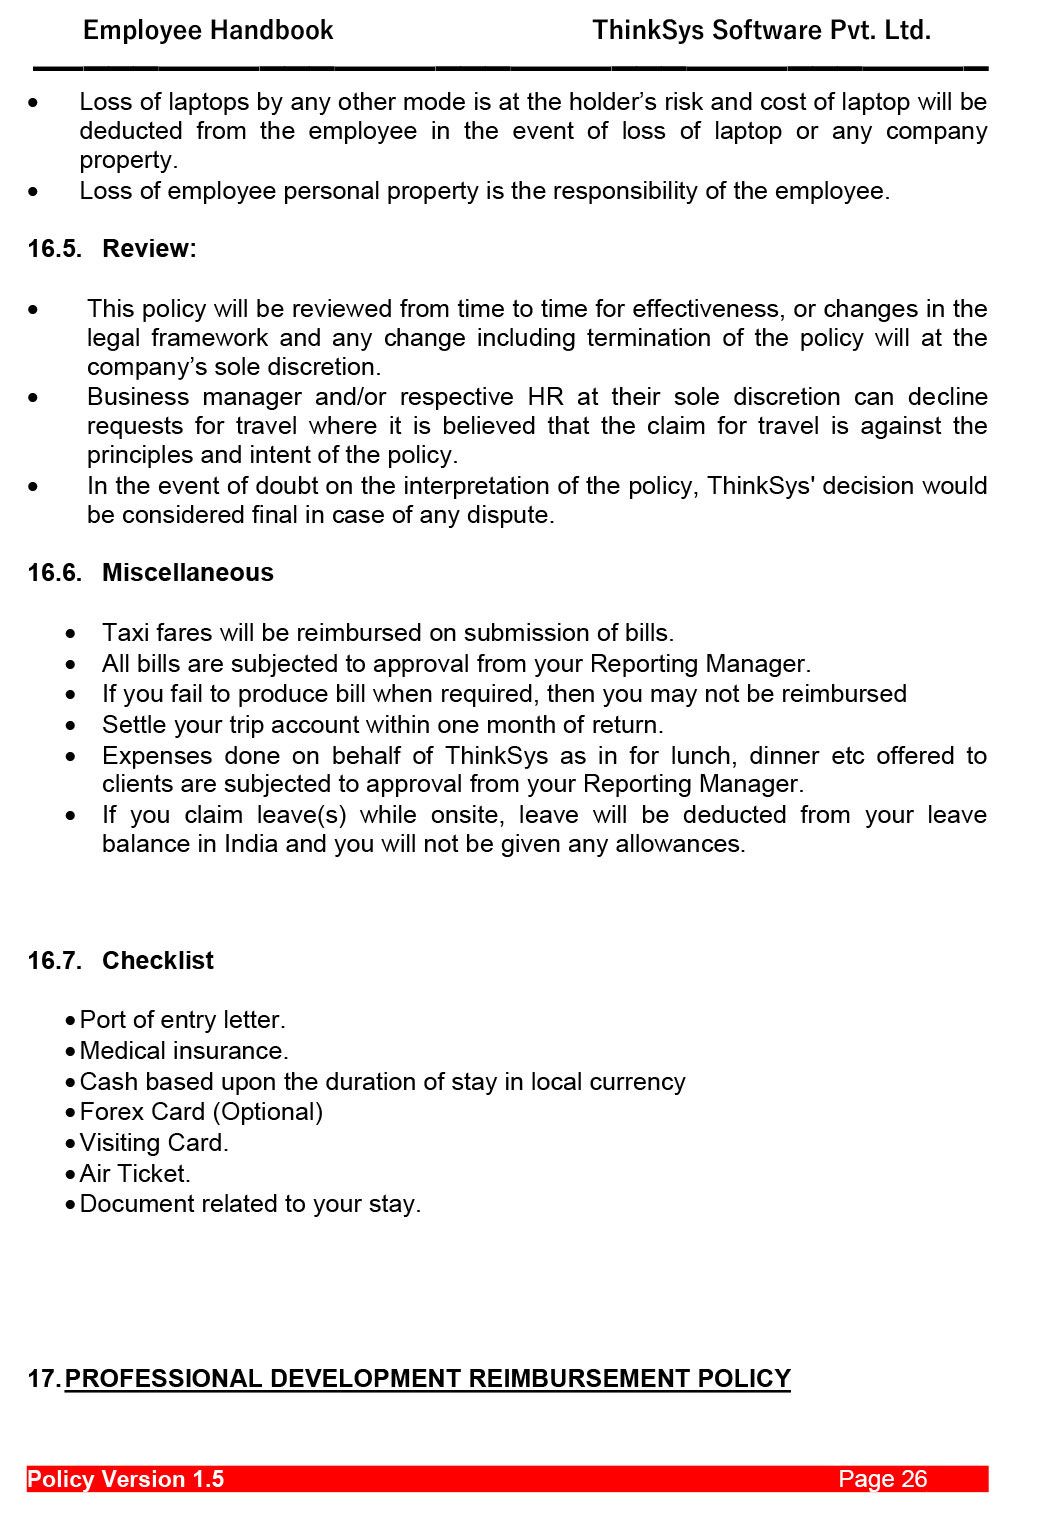 Employee Handbook ThinkSys Software Pvt. Ltd.
• Loss of laptops by any other mode is at the holder’s risk and cost of laptop will be
deducted from the employee in the event of loss of laptop or any company
property.
• Loss of employee personal property is the responsibility of the employee.
16.5. Review:
• This policy will be reviewed from time to time for effectiveness, or changes in the
legal framework and any change including termination of the policy will at the
company’s sole discretion.
• Business manager and/or respective HR at their sole discretion can decline
requests for travel where it is believed that the claim for travel is against the
principles and intent of the policy.
• In the event of doubt on the interpretation of the policy, ThinkSys' decision would
be considered final in case of any dispute.
16.6. Miscellaneous
• Taxi fares will be reimbursed on submission of bills.
• All bills are subjected to approval from your Reporting Manager.
• If you fail to produce bill when required, then you may not be reimbursed
• Settle your trip account within one month of return.
• Expenses done on behalf of ThinkSys as in for lunch, dinner etc offered to
clients are subjected to approval from your Reporting Manager.
• If you claim leave(s) while onsite, leave will be deducted from your leave
balance in India and you will not be given any allowances.
16.7. Checklist
• Port of entry letter.
• Medical insurance.
• Cash based upon the duration of stay in local currency
• Forex Card (Optional)
• Visiting Card.
• Air Ticket.
• Document related to your stay.
17. PROFESSIONAL DEVELOPMENT REIMBURSEMENT POLICY
Policy Version 1.5 Page 26